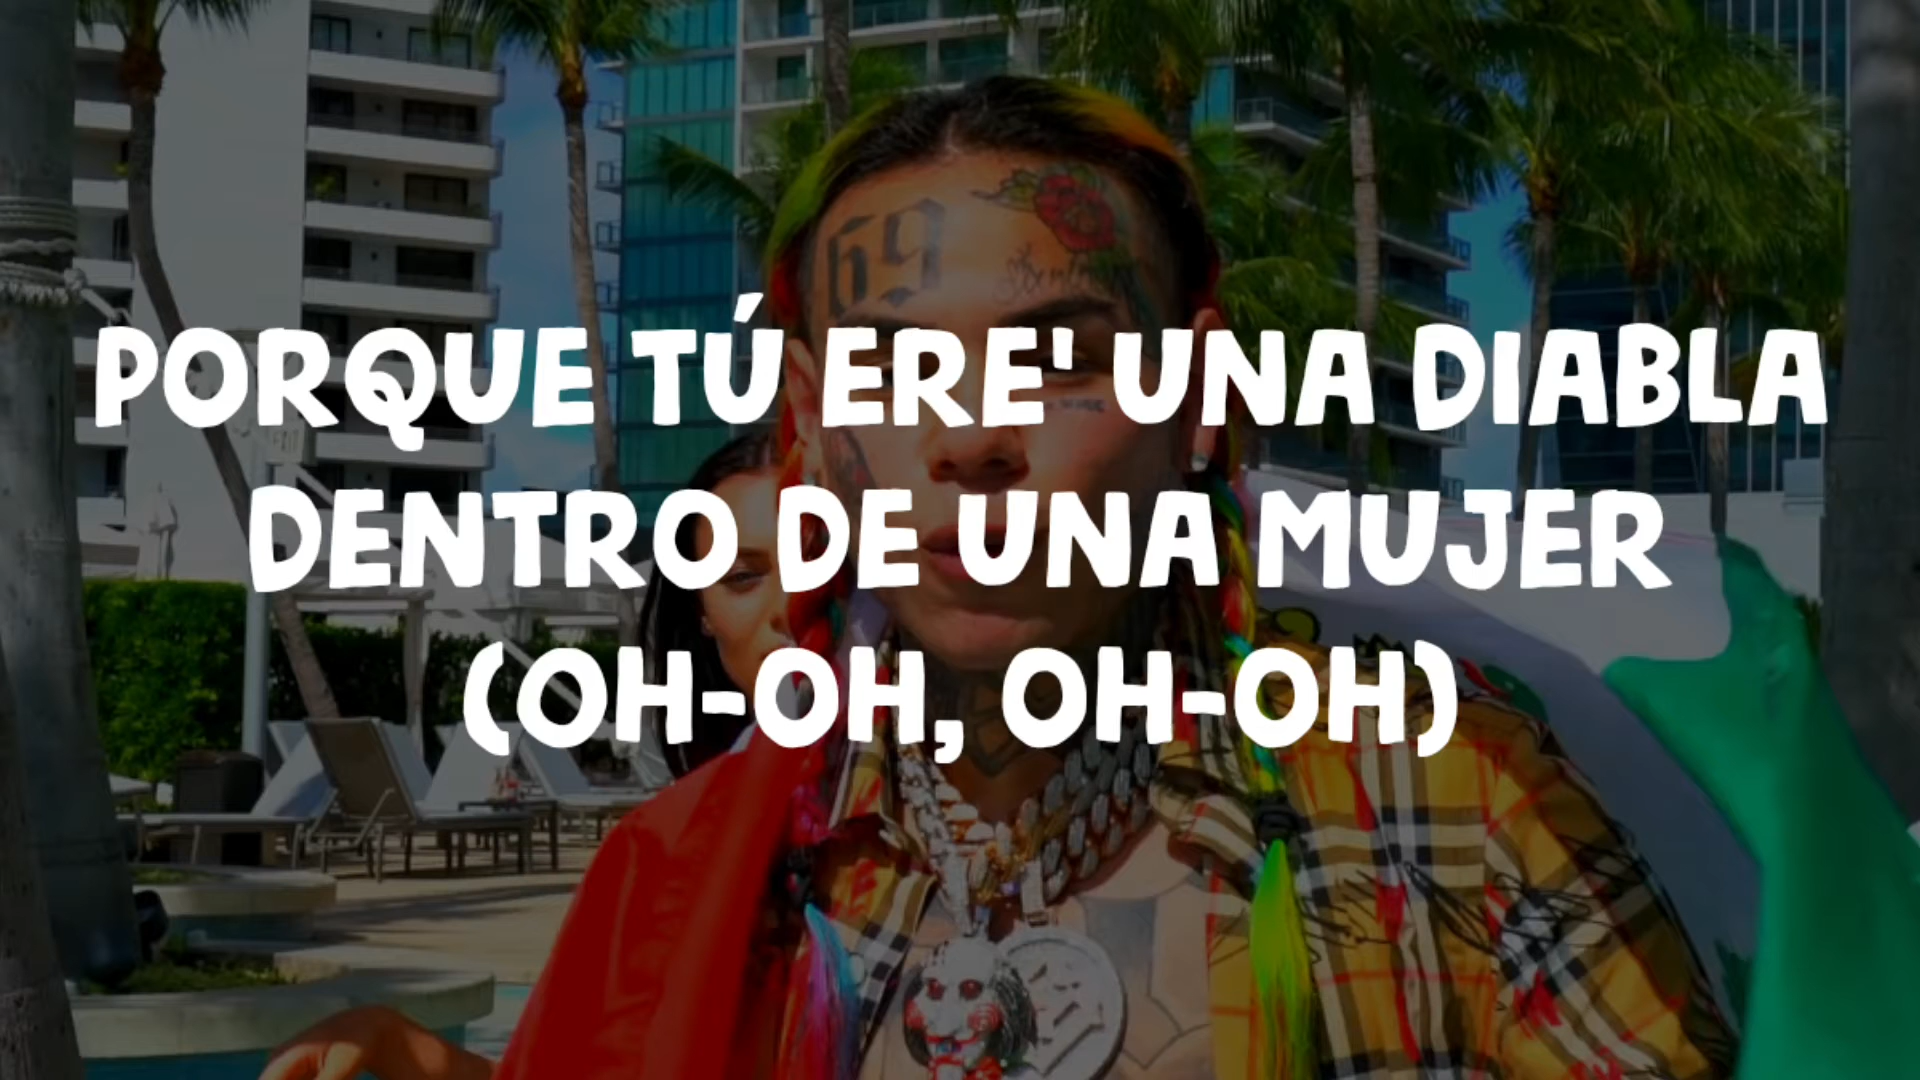 PORQUE TÚ ERE' UNA DIABLA
DENTRO DE UNA MUJER
(OH-OH, OH-OH)
69